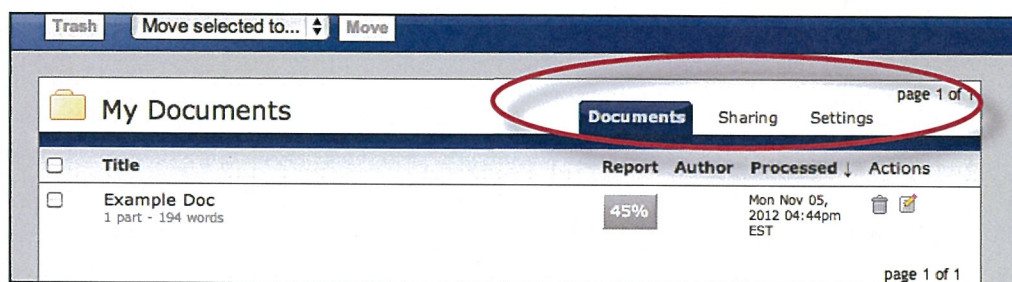 Trash Move selected to... Move
page 1 of 1
My Documents Documents Sharing Settings
Title Report Author Processed ↓ Actions
Example Doc 45% Mon Nov 05,
1 part - 194 words 2012 04:44pm
EST
page 1 of 1